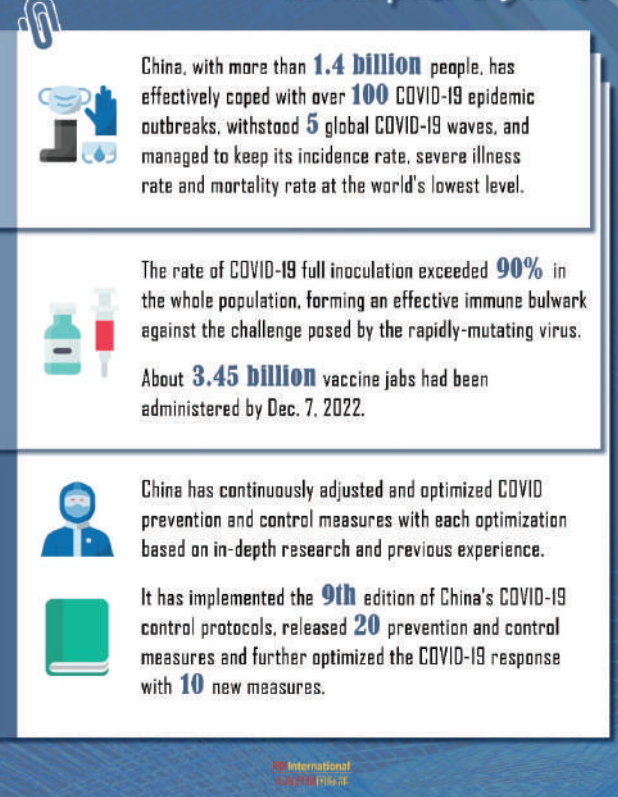 China, with more than 1.4 billion people, has
effectively coped with over 100 COVID-19 epidemic
outbreaks, withstood 5 global COVID-19 waves, and
managed to keep its incidence rate, severe illness
rate and mortality rate at the world's lowest level.
The rate of COVID-19 full inoculation exceeded 90% in
the whole population, forming an effective immune bulwark
against the challenge posed by the rapidly-mutating virus.
About 3.45 billion vaccine jabs had been
administered by Dec. 7, 2022.
China has continuously adjusted and optimized COVID
prevention and control measures with each optimization
based on in-depth research and previous experience.
It has implemented the 9th edition of China's COVID-19
control protocols, released 20 prevention and control
measures and further optimized the COVID-19 response
with 10 new measures.
PD International